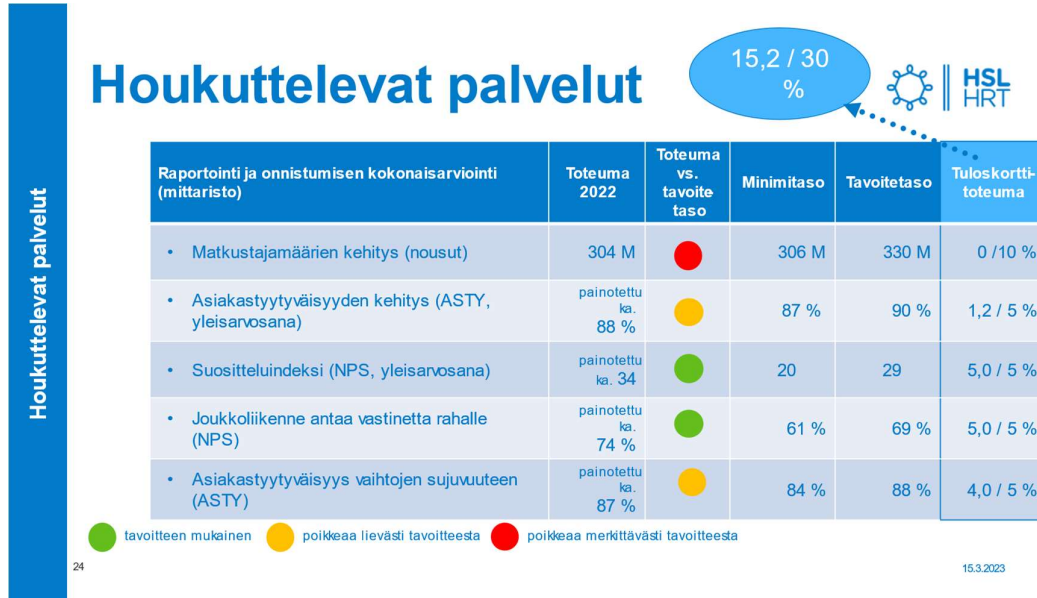 Houkuttelevat palvelut
Houkuttelevat palvelut
15,2 / 30
%
HSL
HRT
Raportointi ja onnistumisen kokonaisarviointi
(mittaristo)
Toteuma
2022
Toteuma
vs.
tavoite
taso
Minimitaso
Tavoitetaso
Tuloskortti-
toteuma
• Matkustajamäärien kehitys (nousut)
304 M
306 M
330 M
0 /10 %
• Asiakastyytyväisyyden kehitys (ASTY,
yleisarvosana)
painotettu
ka.
88 %
87 %
90 %
1,2 / 5 %
• Suositteluindeksi (NPS, yleisarvosana)
painotettu
ka. 34
20
29
5,0 / 5 %
• Joukkoliikenne antaa vastinetta rahalle
(NPS)
painotettu
ka.
74 %
61 %
69 %
5,0 / 5 %
• Asiakastyytyväisyys vaihtojen sujuvuuteen
(ASTY)
painotettu
ka.
87 %
84 %
88 %
4,0 / 5 %
tavoitteen mukainen
poikkeaa lievästi tavoitteesta
poikkeaa merkittävästi tavoitteesta
24
15.3.2023